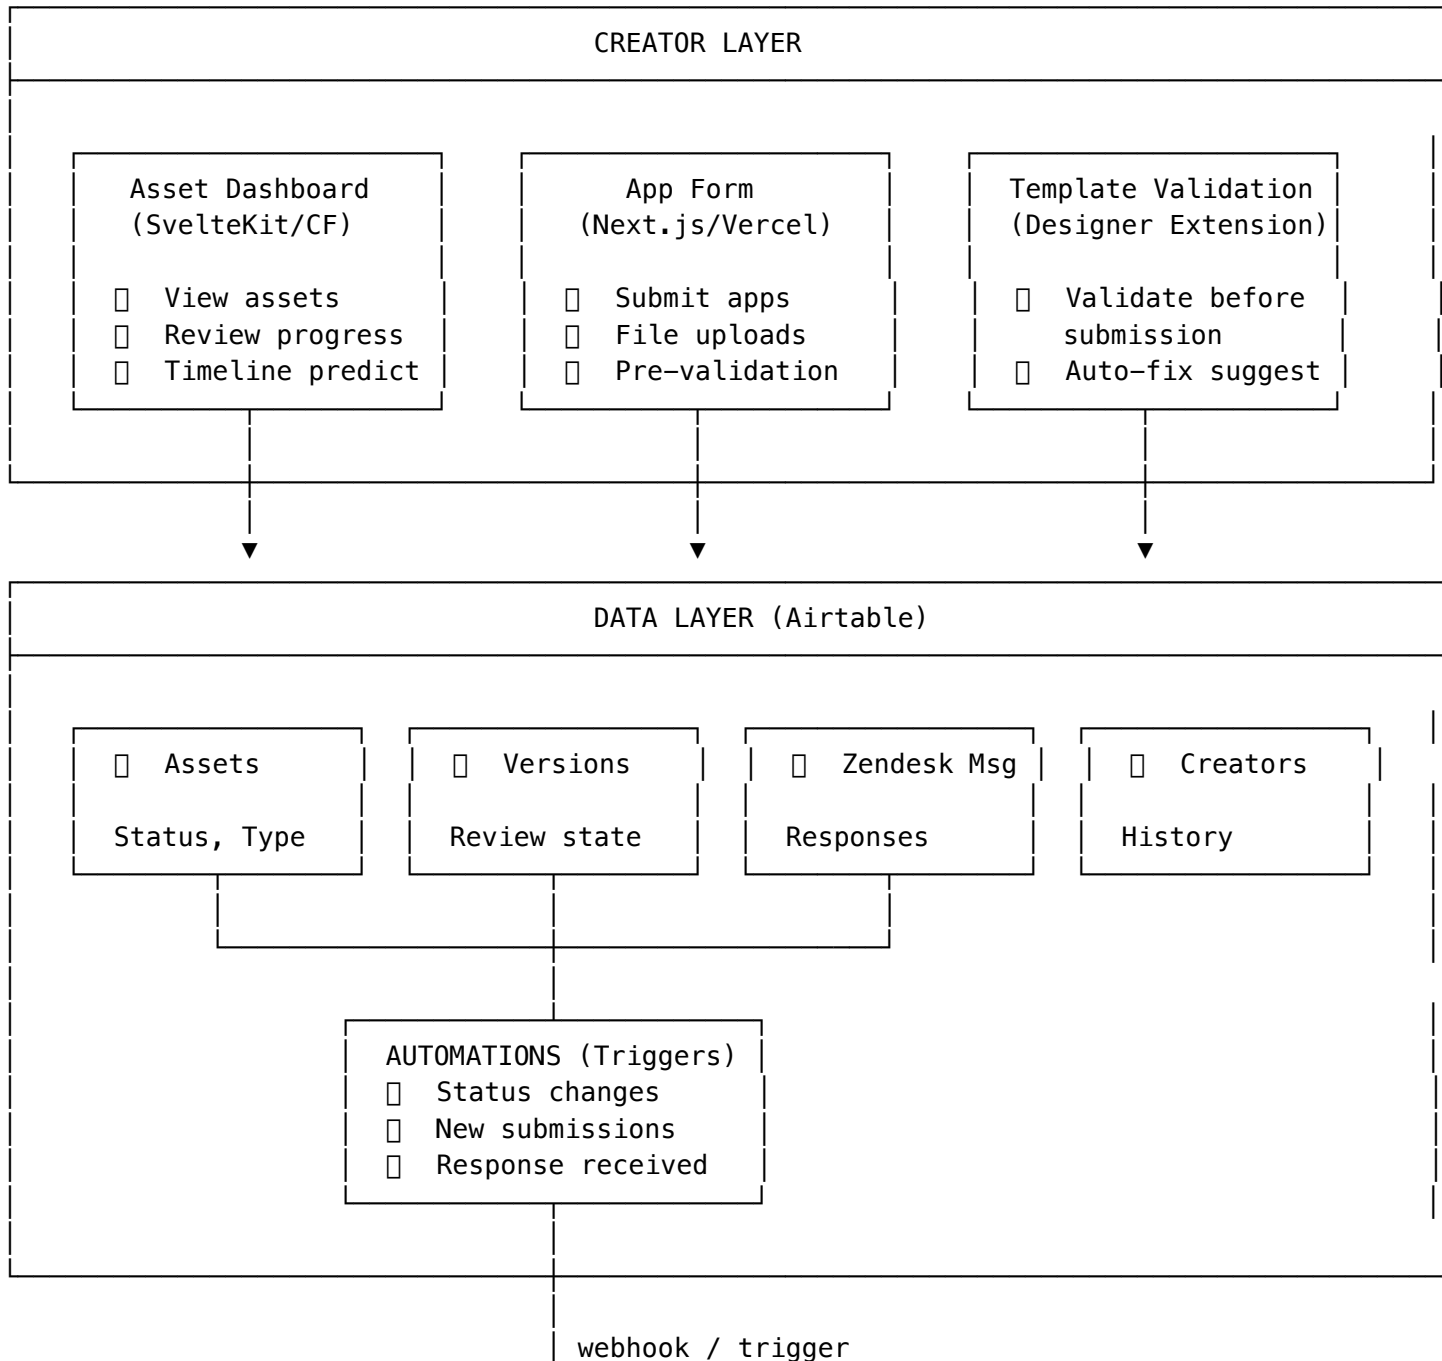 CREATOR LAYER
Asset Dashboard
(SvelteKit/CF)
View assets
Review progress
Timeline predict
App Form
(Next.js/Vercel)
Submit apps
File uploads
Pre-validation
Template Validation
(Designer Extension)
Validate before
submission
Auto-fix suggest
DATA LAYER (Airtable)
Assets
Status, Type
Versions
Review state
Zendesk Msg
Responses
Creators
History
AUTOMATIONS (Triggers)
Status changes
New submissions
Response received
webhook / trigger